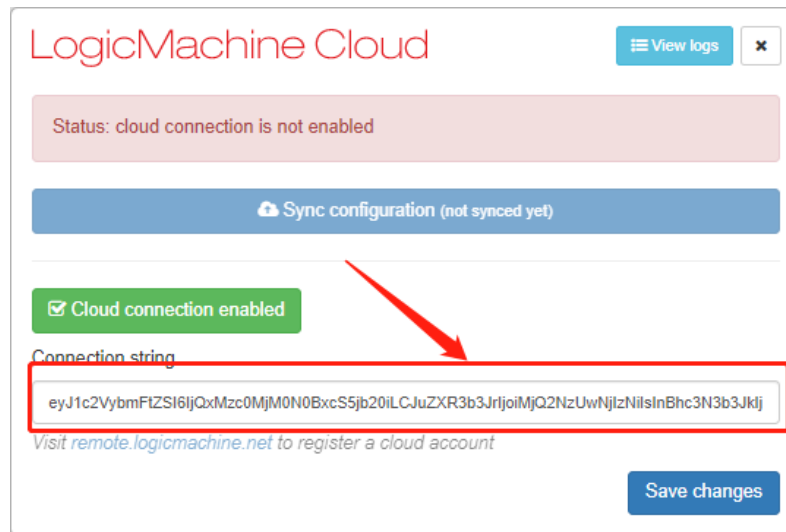 LogicMachine Cloud
View logs
Status: cloud connection is not enabled
Sync configuration (not synced yet)
Cloud connection enabled
Connection string
eyJ1c2VybmFtZSI6IjQxMzc0MjM0N0BxcS5jb20iLCJuZXR3b3JrIjoiMjQ2NzUwNjIzNiIsInBhc3N3b3JkIj
Visit remote.logicmachine.net to register a cloud account
Save changes